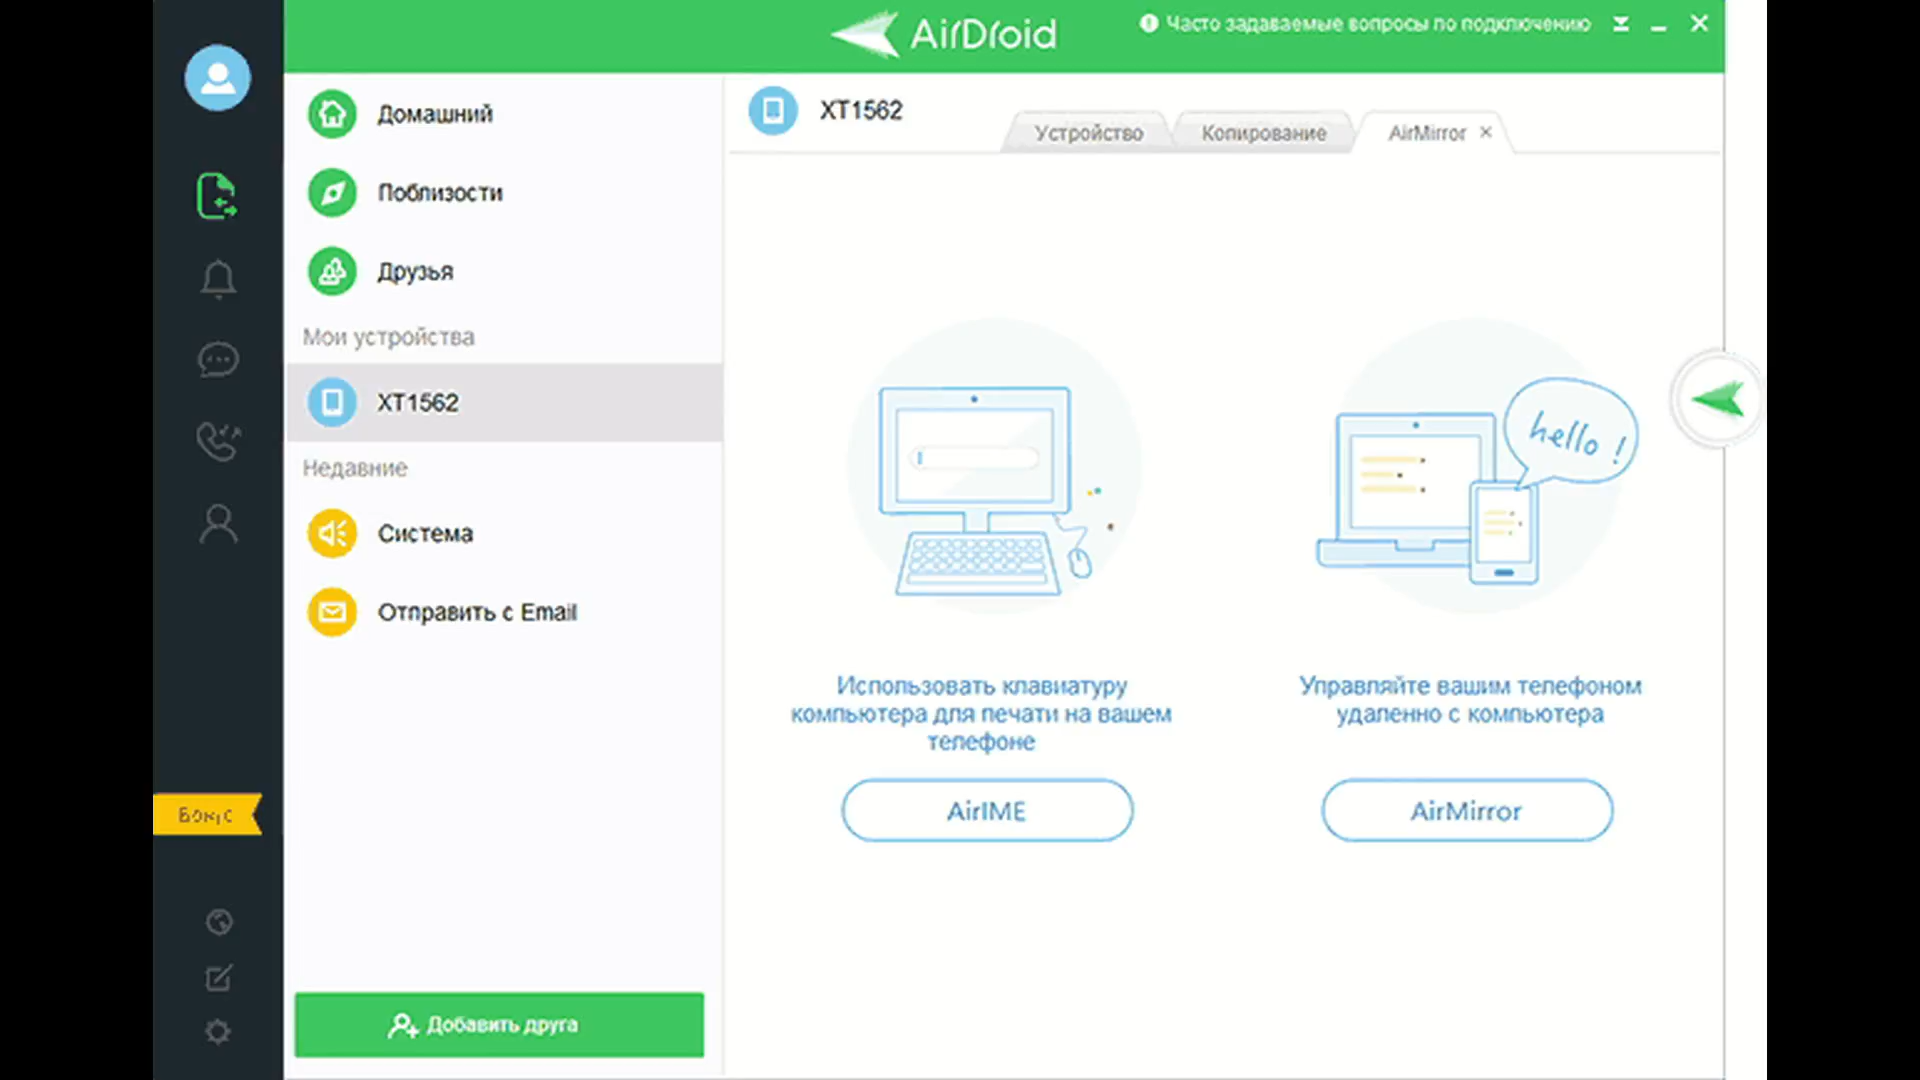 AirDroid
Часто задаваемые вопросы по подключению
Домашний
Поблизости
Друзья
Мои устройства
XT1562
Недавние
Система
Отправить с Email
Бонус
Добавить друга
XT1562
Устройство
Копирование
AirMirror
hello !
Использовать клавиатуру
компьютера для печати на вашем
телефоне
AirIME
Управляйте вашим телефоном
удаленно с компьютера
AirMirror